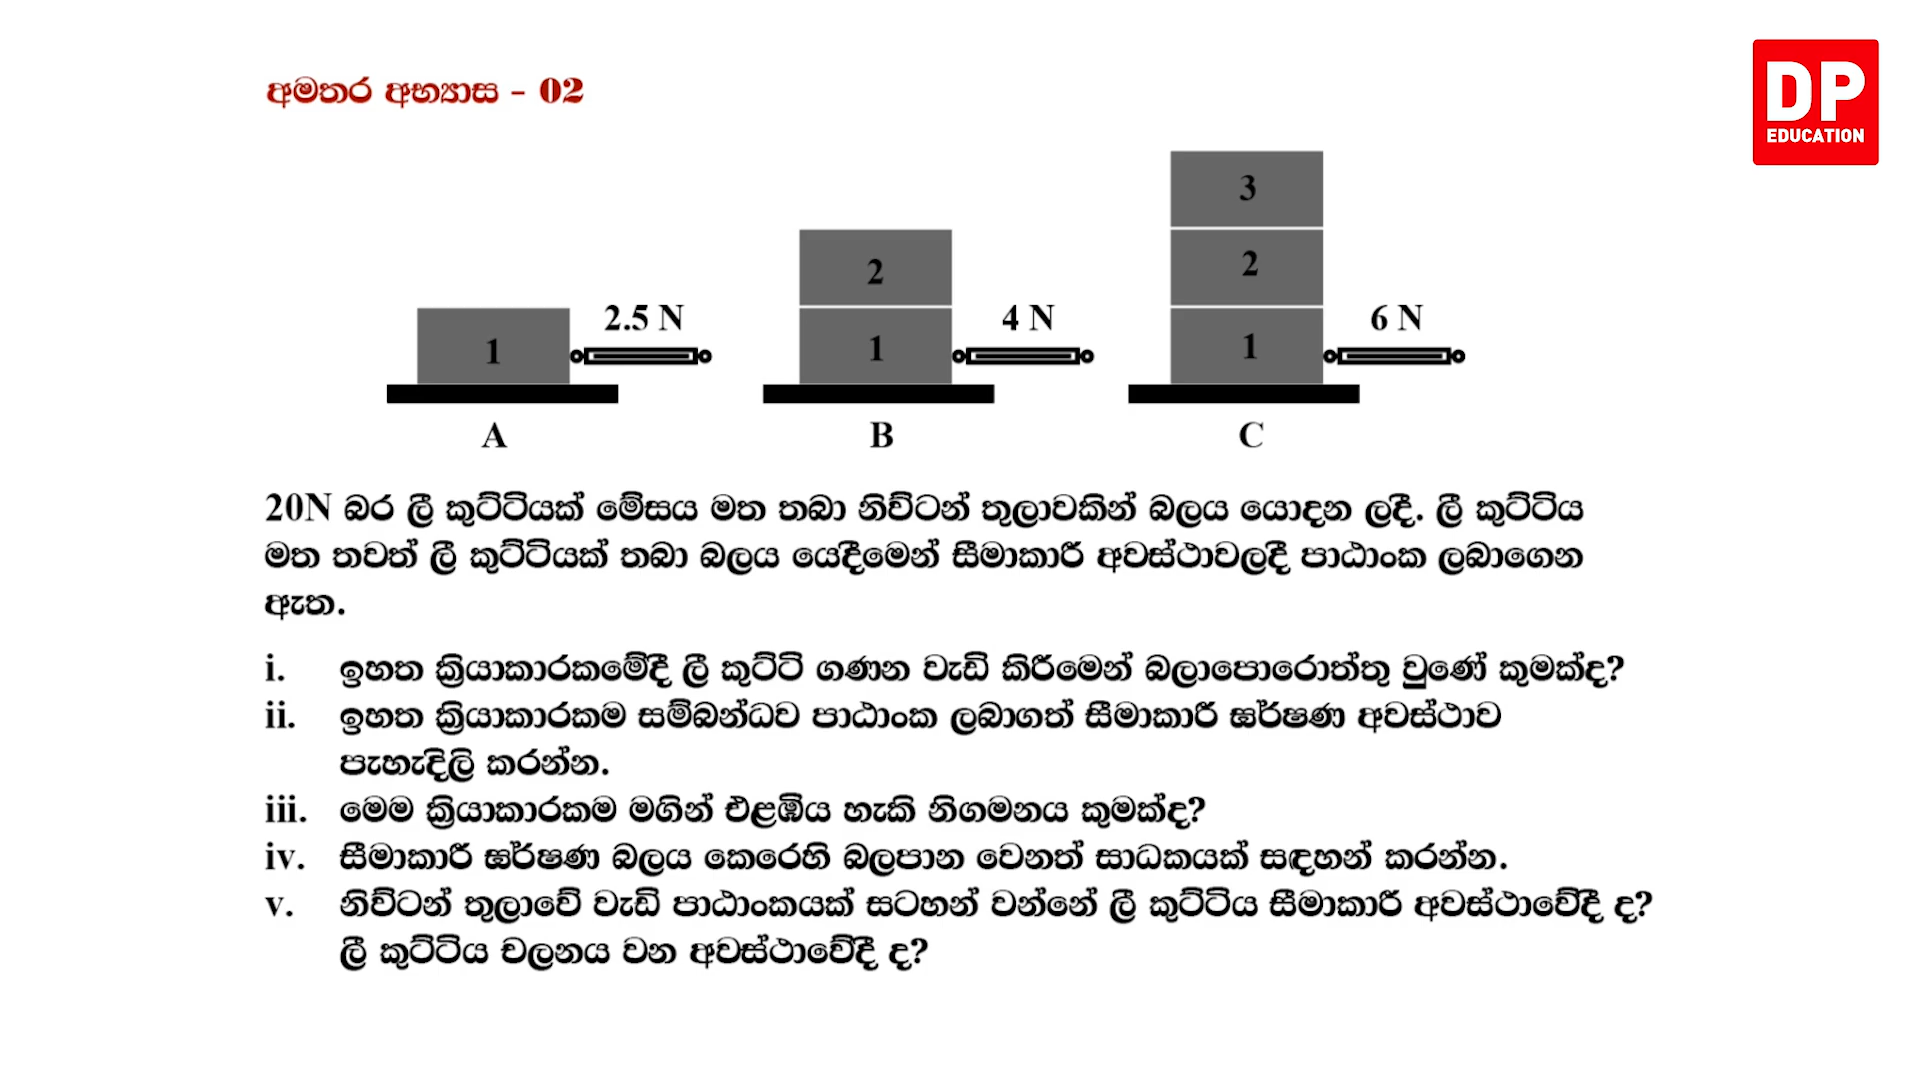 අමතර අභ්‍යාස - 02
DP
EDUCATION
3
2
2
2.5 N
4 N
6 N
1
1
1
A
B
C
20N බර ලී කුට්ටියක් මේසය මත තබා නිව්ටන් තුලාවකින් බලය යොදන ලදී. ලී කුට්ටිය
මත තවත් ලී කුට්ටියක් තබා බලය යෙදීමෙන් සීමාකාරී අවස්ථාවලදී පාඨාංක ලබාගෙන
ඇත.
i. ඉහත ක්‍රියාකාරකමේදී ලී කුට්ටි ගණන වැඩි කිරීමෙන් බලාපොරොත්තු වුණේ කුමක්ද?
ii. ඉහත ක්‍රියාකාරකම සම්බන්ධව පාඨාංක ලබාගත් සීමාකාරී ඝර්ෂණ අවස්ථාව
පැහැදිලි කරන්න.
iii. මෙම ක්‍රියාකාරකම මගින් එළඹිය හැකි නිගමනය කුමක්ද?
iv. සීමාකාරී ඝර්ෂණ බලය කෙරෙහි බලපාන වෙනත් සාධකයක් සඳහන් කරන්න.
v. නිව්ටන් තුලාවේ වැඩි පාඨාංකයක් සටහන් වන්නේ ලී කුට්ටිය සීමාකාරී අවස්ථාවේදී ද?
ලී කුට්ටිය චලනය වන අවස්ථාවේදී ද?